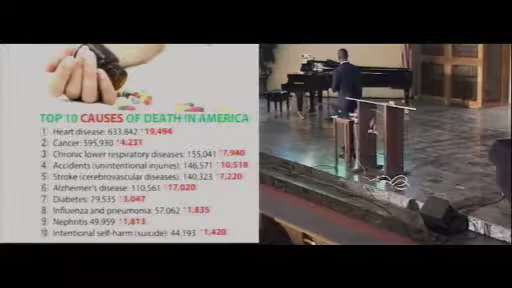 TOP 10 CAUSES OF DEATH IN AMERICA
1 Heart disease: 633,842 +19,494
2 Cancer: 595,930 +4,231
3 Chronic lower respiratory diseases: 155,041 +7,940
4 Accidents (unintentional injuries): 146,571 +10,518
5 Stroke (cerebrovascular diseases): 140,323 +7,220
6 Alzheimer's disease: 110,561 +17,020
7 Diabetes: 79,535 +3,047
8 Influenza and pneumonia: 57,062 +1,835
9 Nephritis 49,959 +1,813
10 Intentional self-harm (suicide): 44,193 +1,420